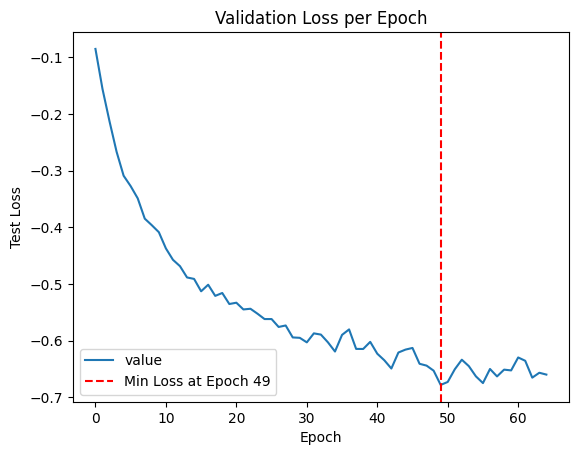 Validation Loss per Epoch
−0.1
−0.2
−0.3
−0.4
−0.5
−0.6
−0.7
Test Loss
value
Min Loss at Epoch 49
0 10 20 30 40 50 60
Epoch